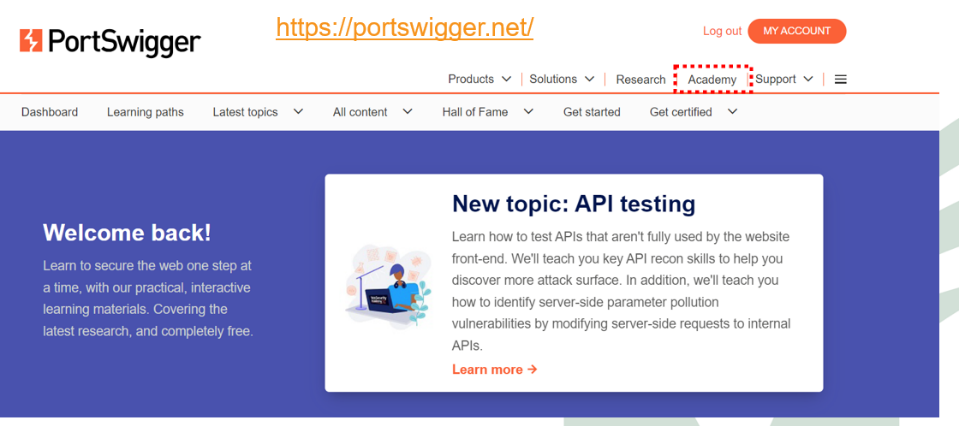 PortSwigger
https://portswigger.net/
Log out MY ACCOUNT
Products Solutions Research Academy Support
Dashboard Learning paths Latest topics All content Hall of Fame Get started Get certified
Welcome back!
Learn to secure the web one step at
a time, with our practical, interactive
learning materials. Covering the
latest research, and completely free.
New topic: API testing
Learn how to test APIs that aren't fully used by the website
front-end. We'll teach you key API recon skills to help you
discover more attack surface. In addition, we'll teach you
how to identify server-side parameter pollution
vulnerabilities by modifying server-side requests to internal
APIs.
Learn more →